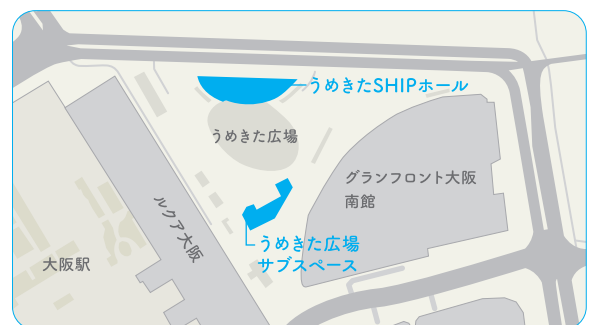 うめきたSHIPホール
うめきた広場
グランフロント大阪
南館
ルクア大阪
うめきた広場
サブスペース
大阪駅